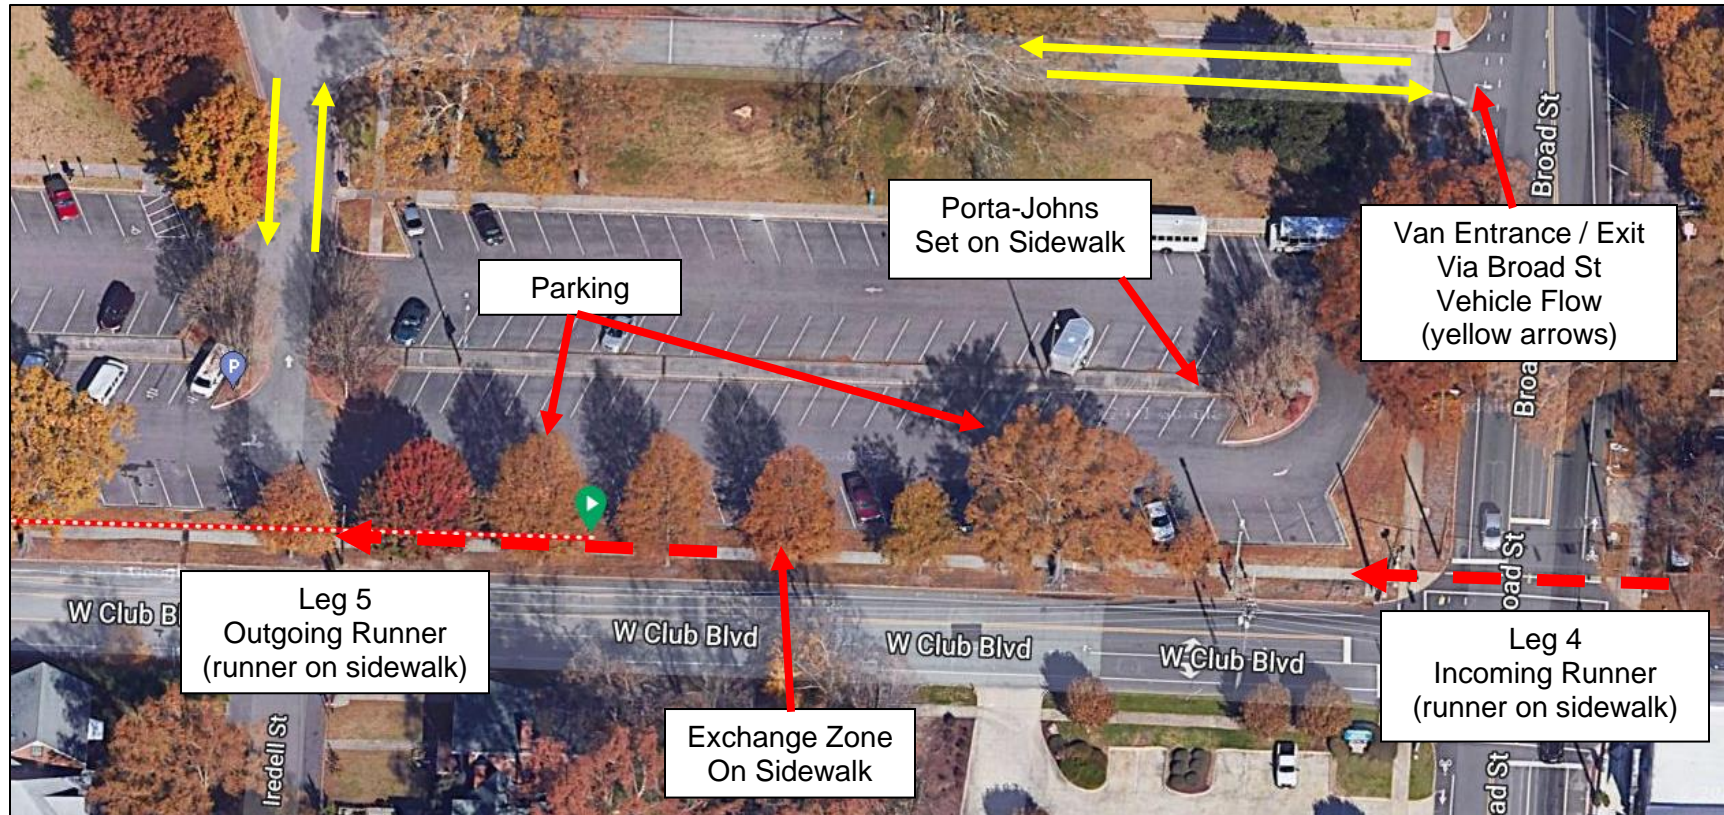 Broad St
Porta-Johns
Set on Sidewalk
Van Entrance / Exit
Via Broad St
Vehicle Flow
(yellow arrows)
Parking
P
Leg 5
Outgoing Runner
(runner on sidewalk)
W Club Blvd
W Club Blvd
W Club Blvd
Leg 4
Incoming Runner
(runner on sidewalk)
Exchange Zone
On Sidewalk
Iredell St